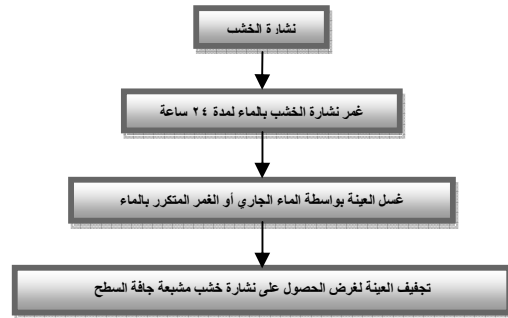 نشارة الخشب
غمر نشارة الخشب بالماء لمدة ٢٤ ساعة
غسل العينة بواسطة الماء الجاري أو الغمر المتكرر بالماء
تجفيف العينة لغرض الحصول على نشارة خشب مشبعة جافة السطح